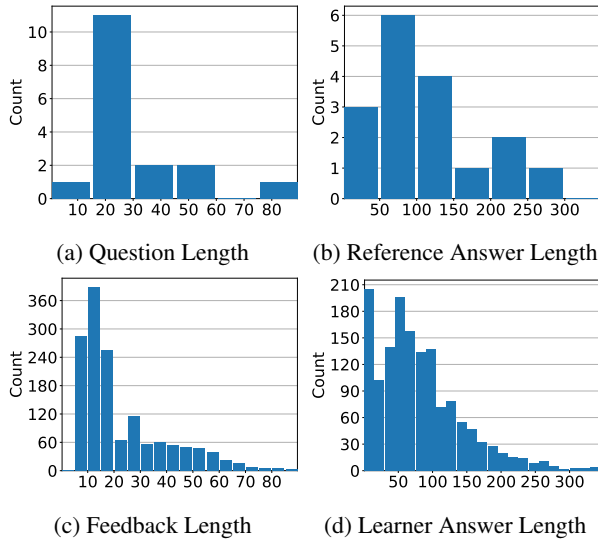 10
8
6
4
2
0
Count
10 20 30 40 50 60 70 80
(a) Question Length
6
5
4
3
2
1
0
Count
50 100 150 200 250 300
(b) Reference Answer Length
360
300
240
180
120
60
0
Count
10 20 30 40 50 60 70 80
(c) Feedback Length
210
180
150
120
90
60
30
0
Count
50 100 150 200 250 300
(d) Learner Answer Length